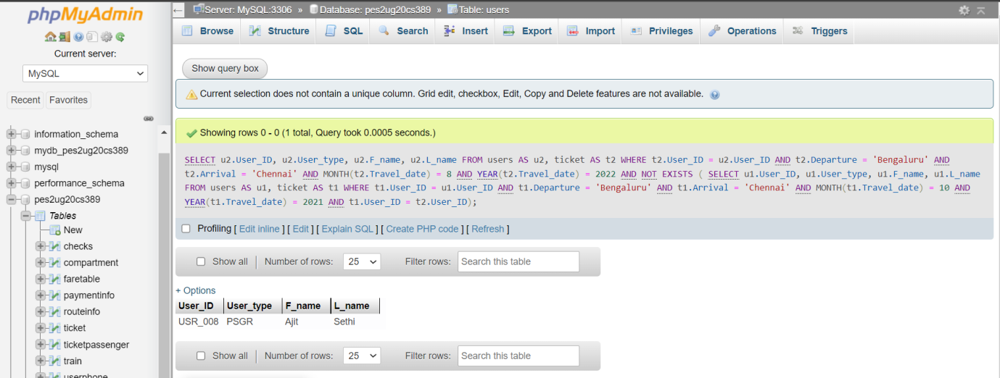 phpMyAdmin
Current server:
MySQL
Recent Favorites
information_schema
mydb_pes2ug20cs389
mysql
performance_schema
pes2ug20cs389
Tables
New
checks
compartment
faretable
paymentinfo
routeinfo
ticket
ticketpassenger
train
userphone
Server: MySQL:3306 » Database: pes2ug20cs389 » Table: users
Browse Structure SQL Search Insert Export Import Privileges Operations Triggers
Show query box
Current selection does not contain a unique column. Grid edit, checkbox, Edit, Copy and Delete features are not available.
Showing rows 0 - 0 (1 total, Query took 0.0005 seconds.)
SELECT u2.User_ID, u2.User_type, u2.F_name, u2.L_name FROM users AS u2, ticket AS t2 WHERE t2.User_ID = u2.User_ID AND t2.Departure = 'Bengaluru' AND
t2.Arrival = 'Chennai' AND MONTH(t2.Travel_date) = 8 AND YEAR(t2.Travel_date) = 2022 AND NOT EXISTS ( SELECT u1.User_ID, u1.User_type, u1.F_name, u1.L_name
FROM users AS u1, ticket AS t1 WHERE t1.User_ID = u1.User_ID AND t1.Departure = 'Bengaluru' AND t1.Arrival = 'Chennai' AND MONTH(t1.Travel_date) = 10 AND
YEAR(t1.Travel_date) = 2021 AND t1.User_ID = t2.User_ID);
Profiling [ Edit inline ] [ Edit ] [ Explain SQL ] [ Create PHP code ] [ Refresh ]
Show all Number of rows: 25 Filter rows: Search this table
+ Options
User_ID User_type F_name L_name
USR_008 PSGR Ajit Sethi
Show all Number of rows: 25 Filter rows: Search this table